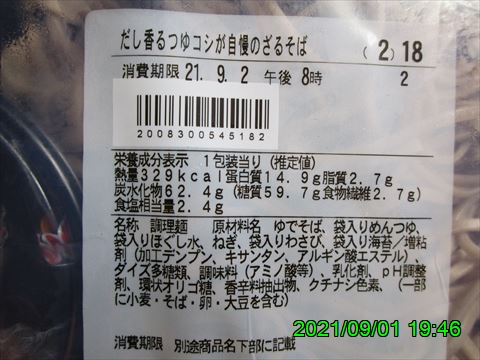 だし香るつゆコシが自慢のざるそば (2)18
消費期限 21. 9. 2 午後 8時 2
2008300545182
栄養成分表示 1包装当り (推定値)
熱量329kcal蛋白質14.9g脂質2.7g
炭水化物62.4g(糖質59.7g食物繊維2.7g)
食塩相当量2.4g
名称 調理麺 原材料名 ゆでそば、袋入りめんつゆ、
袋入りほぐし水、ねぎ、袋入りわさび、袋入り海苔／増粘
剤(加工デンプン、キサンタン、アルギン酸エステル)、
ダイズ多糖類、調味料(アミノ酸等)、乳化剤、pH調整
剤、環状オリゴ糖、香辛料抽出物、クチナシ色素、(一部
に小麦・そば・卵・大豆を含む)
消費期限 別途商品名下部に記載
2021/09/01 19:46